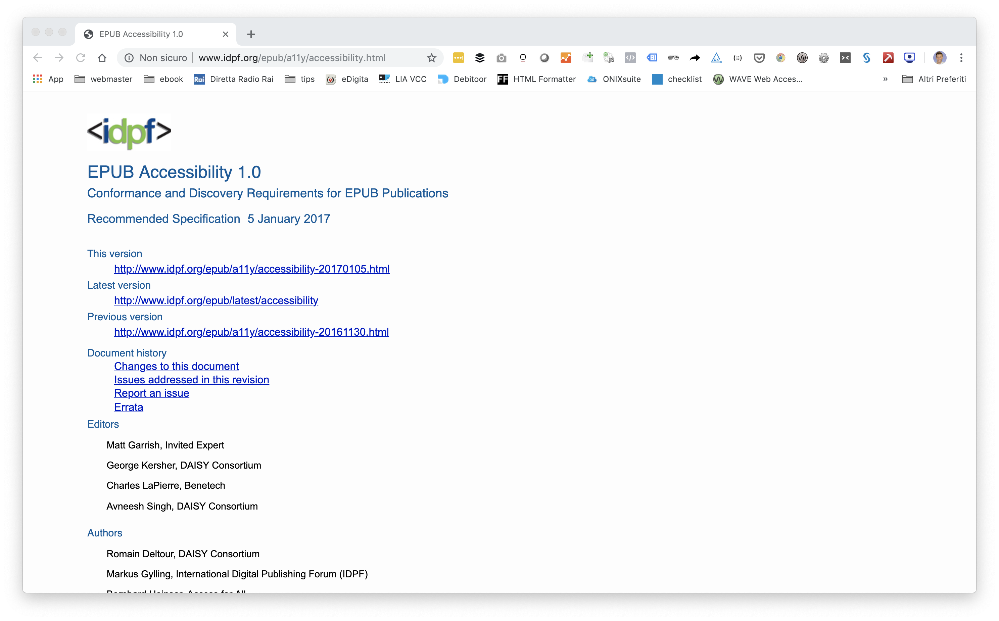 EPUB Accessibility 1.0
Non sicuro www.idpf.org/epub/a11y/accessibility.html
App webmaster ebook Rai Diretta Radio Rai tips eDigita LIA VCC Debitoor FF HTML Formatter OS ONIXsuite checklist WAVE Web Acces... » Altri Preferiti
<idpf>
EPUB Accessibility 1.0
Conformance and Discovery Requirements for EPUB Publications
Recommended Specification 5 January 2017
This version
http://www.idpf.org/epub/a11y/accessibility-20170105.html
Latest version
http://www.idpf.org/epub/latest/accessibility
Previous version
http://www.idpf.org/epub/a11y/accessibility-20161130.html
Document history
Changes to this document
Issues addressed in this revision
Report an issue
Errata
Editors
Matt Garrish, Invited Expert
George Kersher, DAISY Consortium
Charles LaPierre, Benetech
Avneesh Singh, DAISY Consortium
Authors
Romain Deltour, DAISY Consortium
Markus Gylling, International Digital Publishing Forum (IDPF)